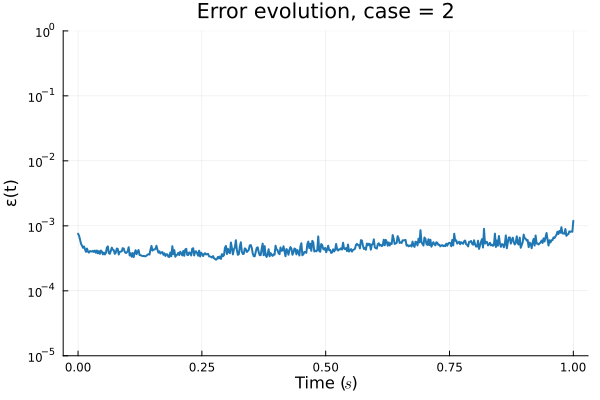 Error evolution, case = 2
ε(t)
10⁰
10⁻¹
10⁻²
10⁻³
10⁻⁴
10⁻⁵
0.00 0.25 0.50 0.75 1.00
Time (s)